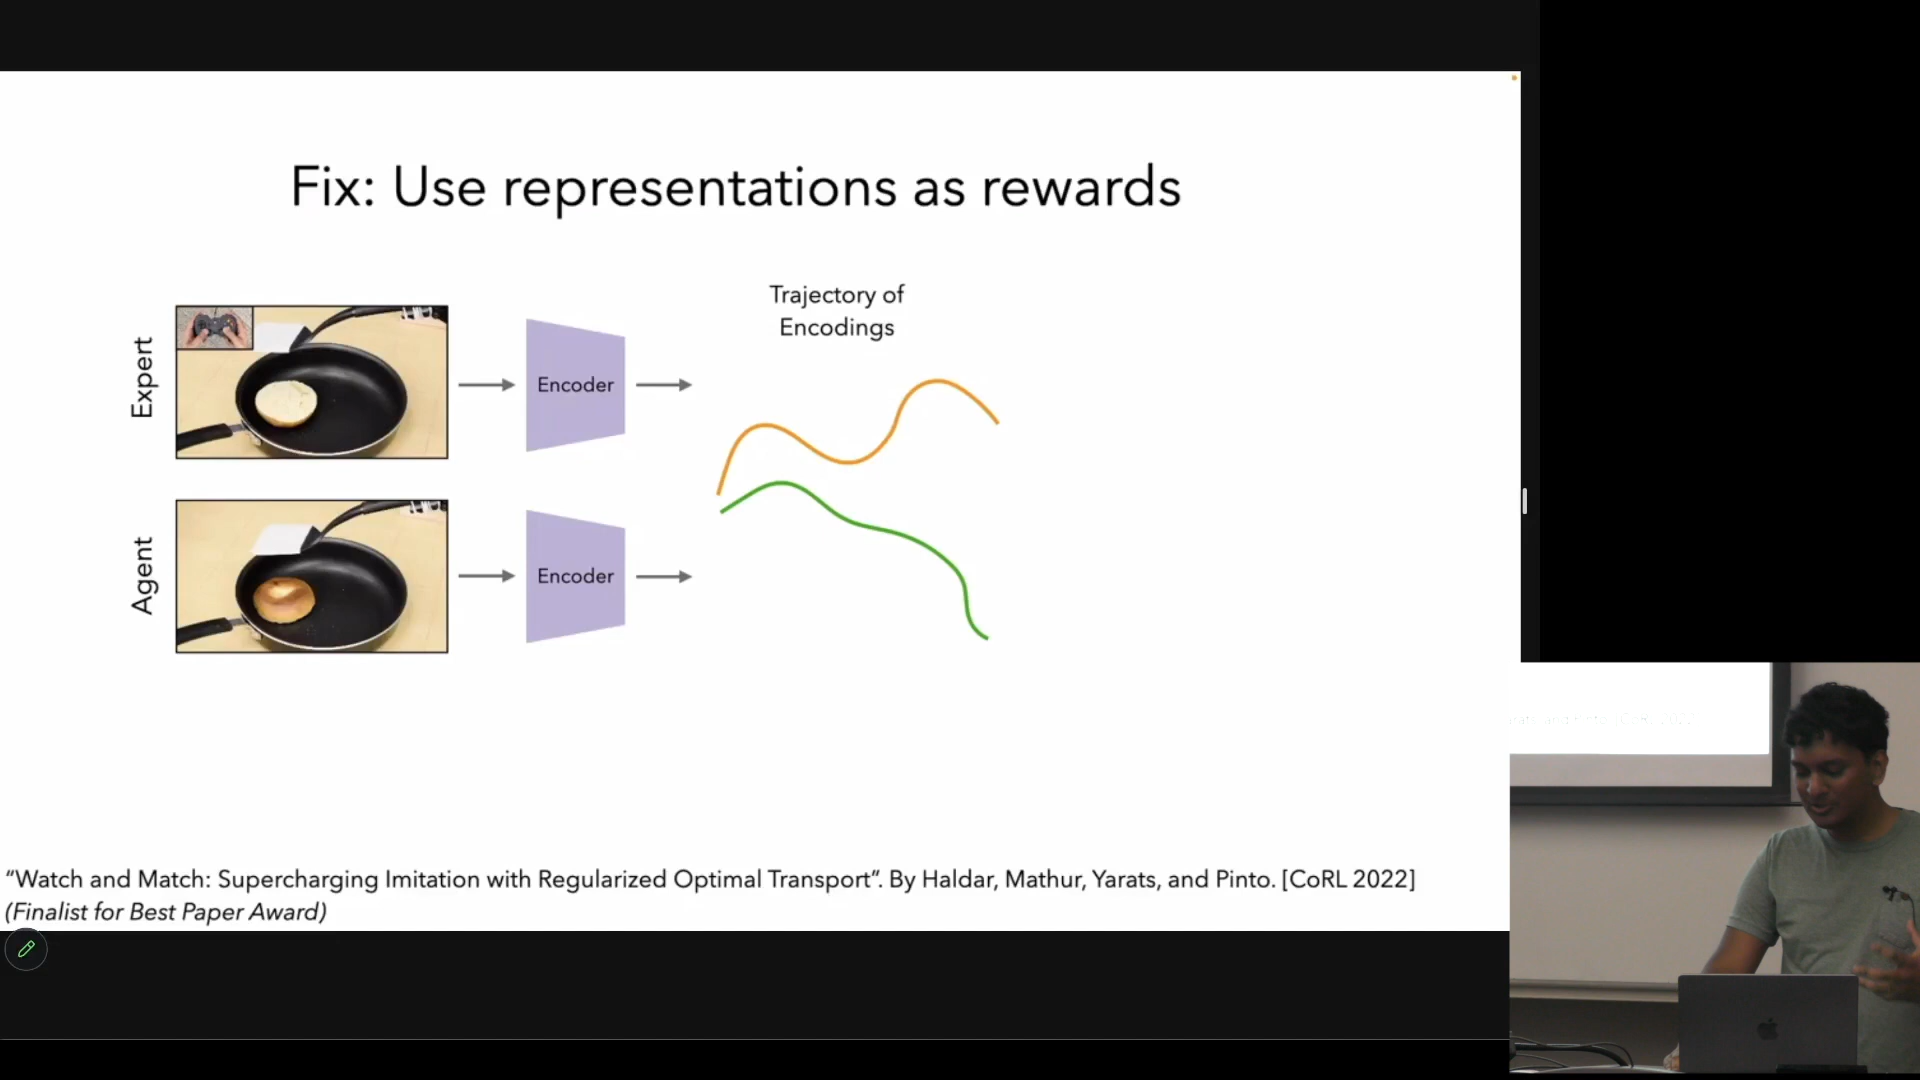 Fix: Use representations as rewards
Trajectory of
Encodings
Expert
Encoder
Agent
Encoder
“Watch and Match: Supercharging Imitation with Regularized Optimal Transport“. By Haldar, Mathur, Yarats, and Pinto. [CoRL 2022]
(Finalist for Best Paper Award)